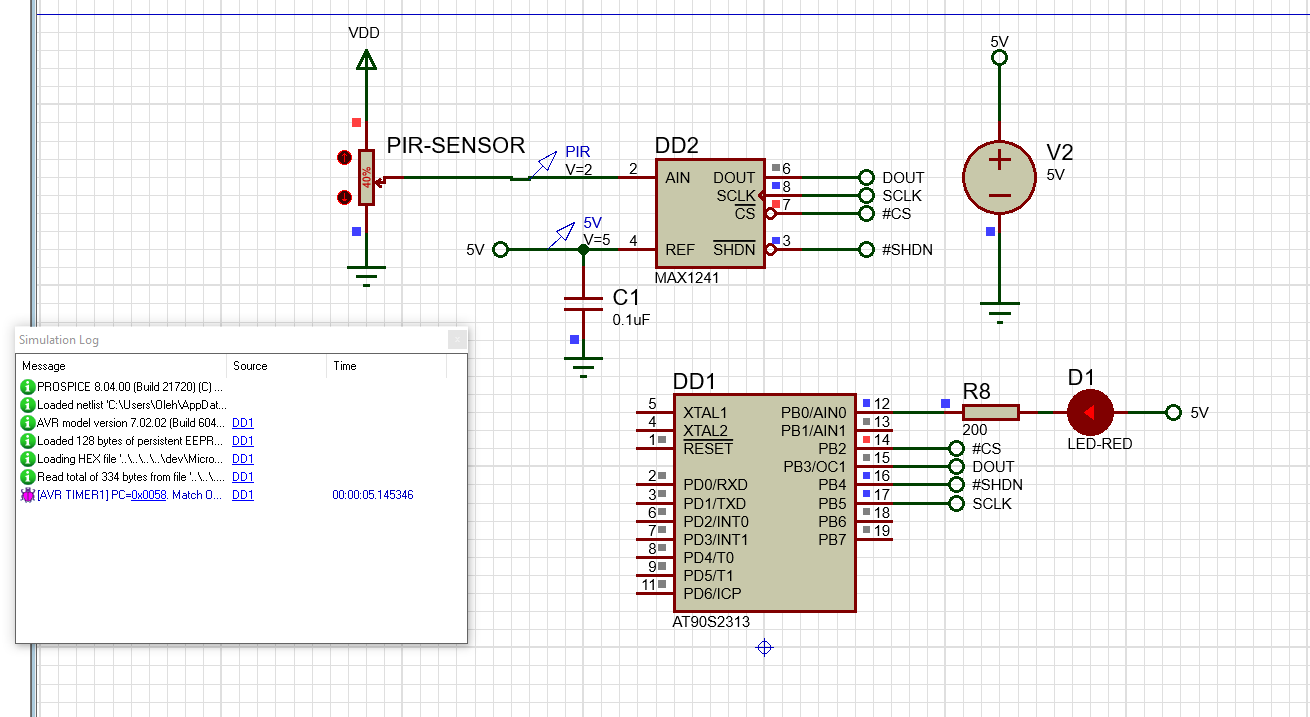 VDD
5V
PIR-SENSOR
40%
PIR
V=2
DD2
2
AIN
DOUT
6
DOUT
SCLK
8
SCLK
CS
7
#CS
5V
5V
V=5
4
REF
SHDN
3
#SHDN
MAX1241
C1
0.1uF
V2
5V
Simulation Log
Message Source Time
PROSPICE 8.04.00 (Build 21720) (C) ...
Loaded netlist 'C:\Users\Oleh\AppDat...
AVR model version 7.02.02 (Build 604... DD1
Loaded 128 bytes of persistent EEPR... DD1
Loading HEX file '..\..\..\..\dev\Micro... DD1
Read total of 334 bytes from file '..\..\... DD1
[AVR TIMER1] PC=0x0058. Match O... DD1 00:00:05.145346
DD1
5 XTAL1 PB0/AIN0 12
4 XTAL2 PB1/AIN1 13
1 RESET PB2 14 #CS
PB3/OC1 15 DOUT
2 PD0/RXD PB4 16 #SHDN
3 PD1/TXD PB5 17 SCLK
6 PD2/INT0 PB6 18
7 PD3/INT1 PB7 19
8 PD4/T0
9 PD5/T1
11 PD6/ICP
AT90S2313
R8
200
D1
LED-RED
5V